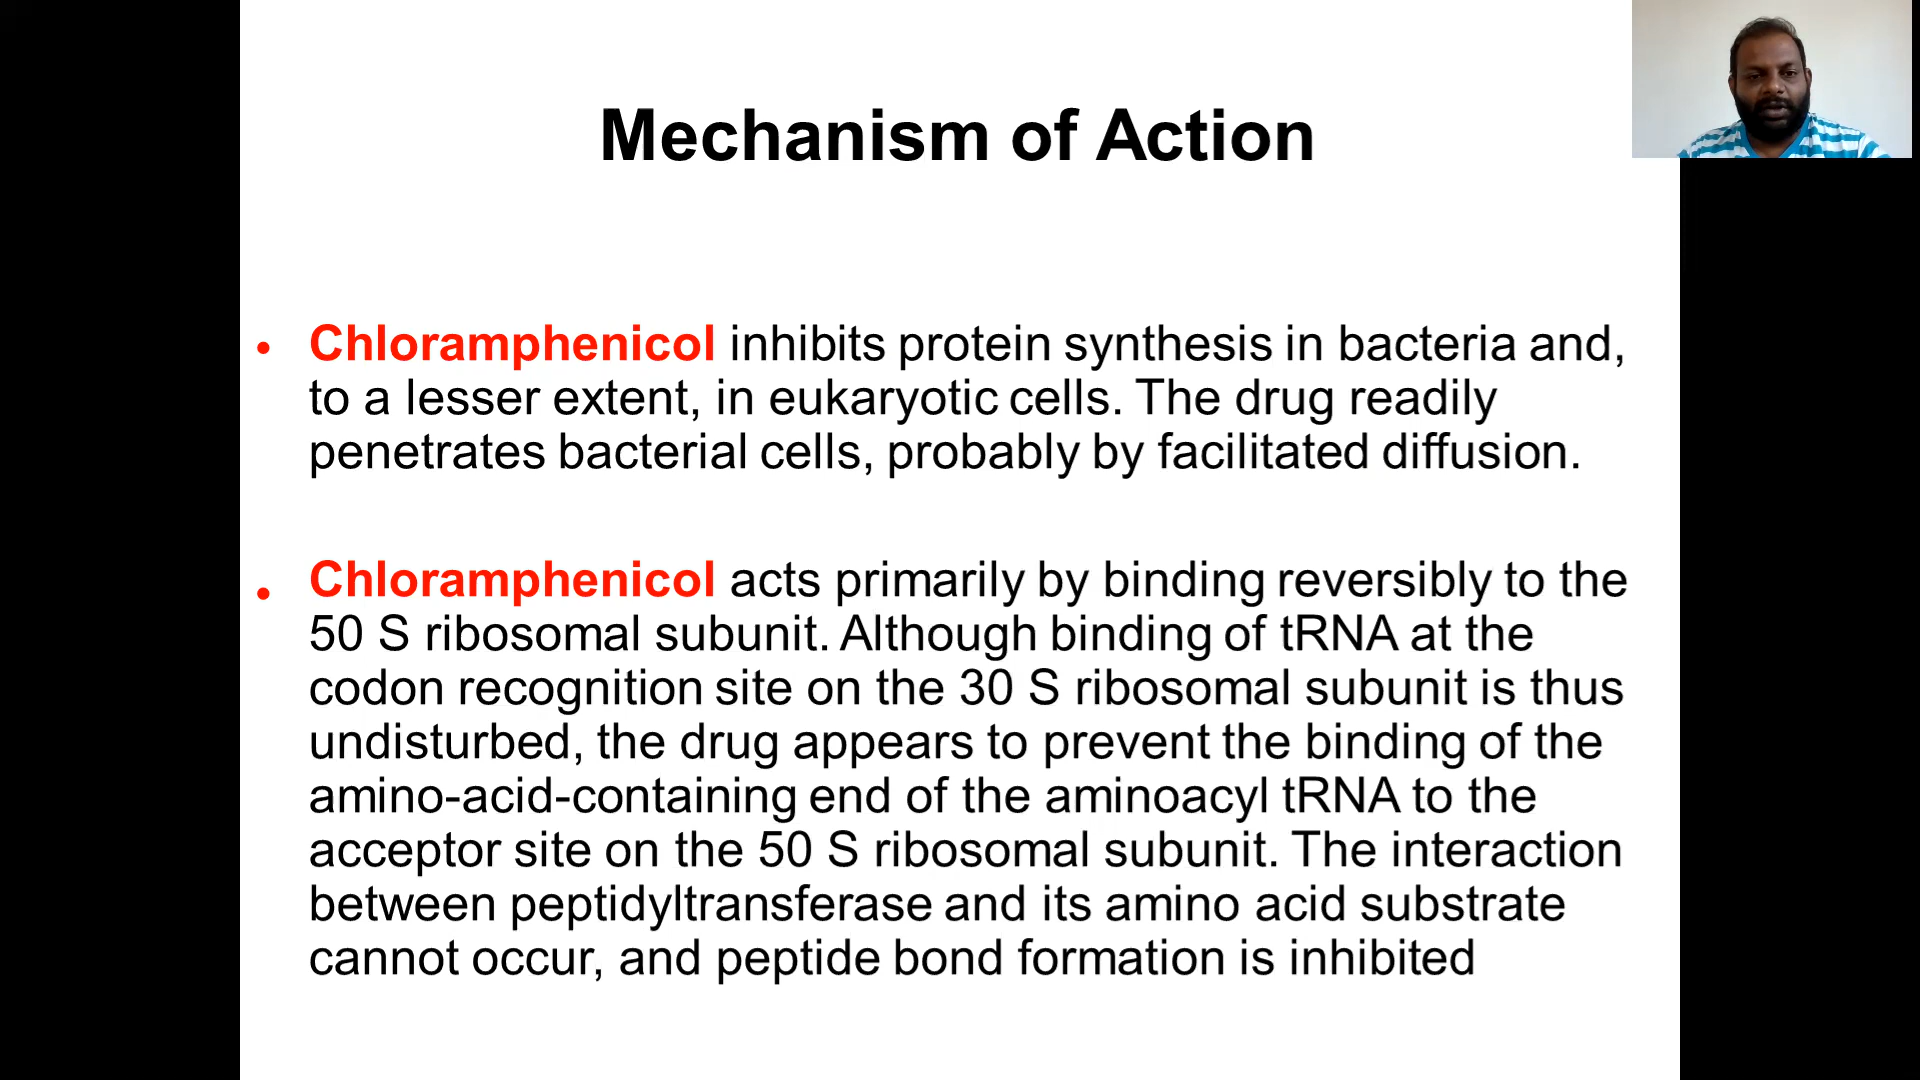 Mechanism of Action
• Chloramphenicol inhibits protein synthesis in bacteria and,
to a lesser extent, in eukaryotic cells. The drug readily
penetrates bacterial cells, probably by facilitated diffusion.
• Chloramphenicol acts primarily by binding reversibly to the
50 S ribosomal subunit. Although binding of tRNA at the
codon recognition site on the 30 S ribosomal subunit is thus
undisturbed, the drug appears to prevent the binding of the
amino-acid-containing end of the aminoacyl tRNA to the
acceptor site on the 50 S ribosomal subunit. The interaction
between peptidyltransferase and its amino acid substrate
cannot occur, and peptide bond formation is inhibited